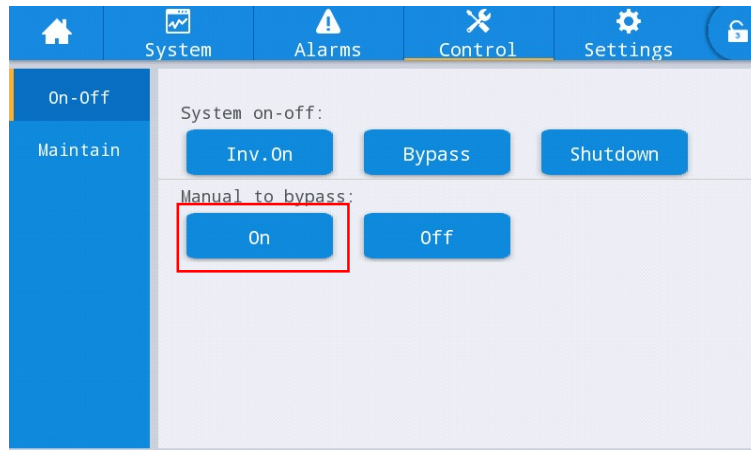 System Alarms Control Settings
On-Off
System on-off:
Maintain
Inv.On Bypass Shutdown
Manual to bypass:
On Off